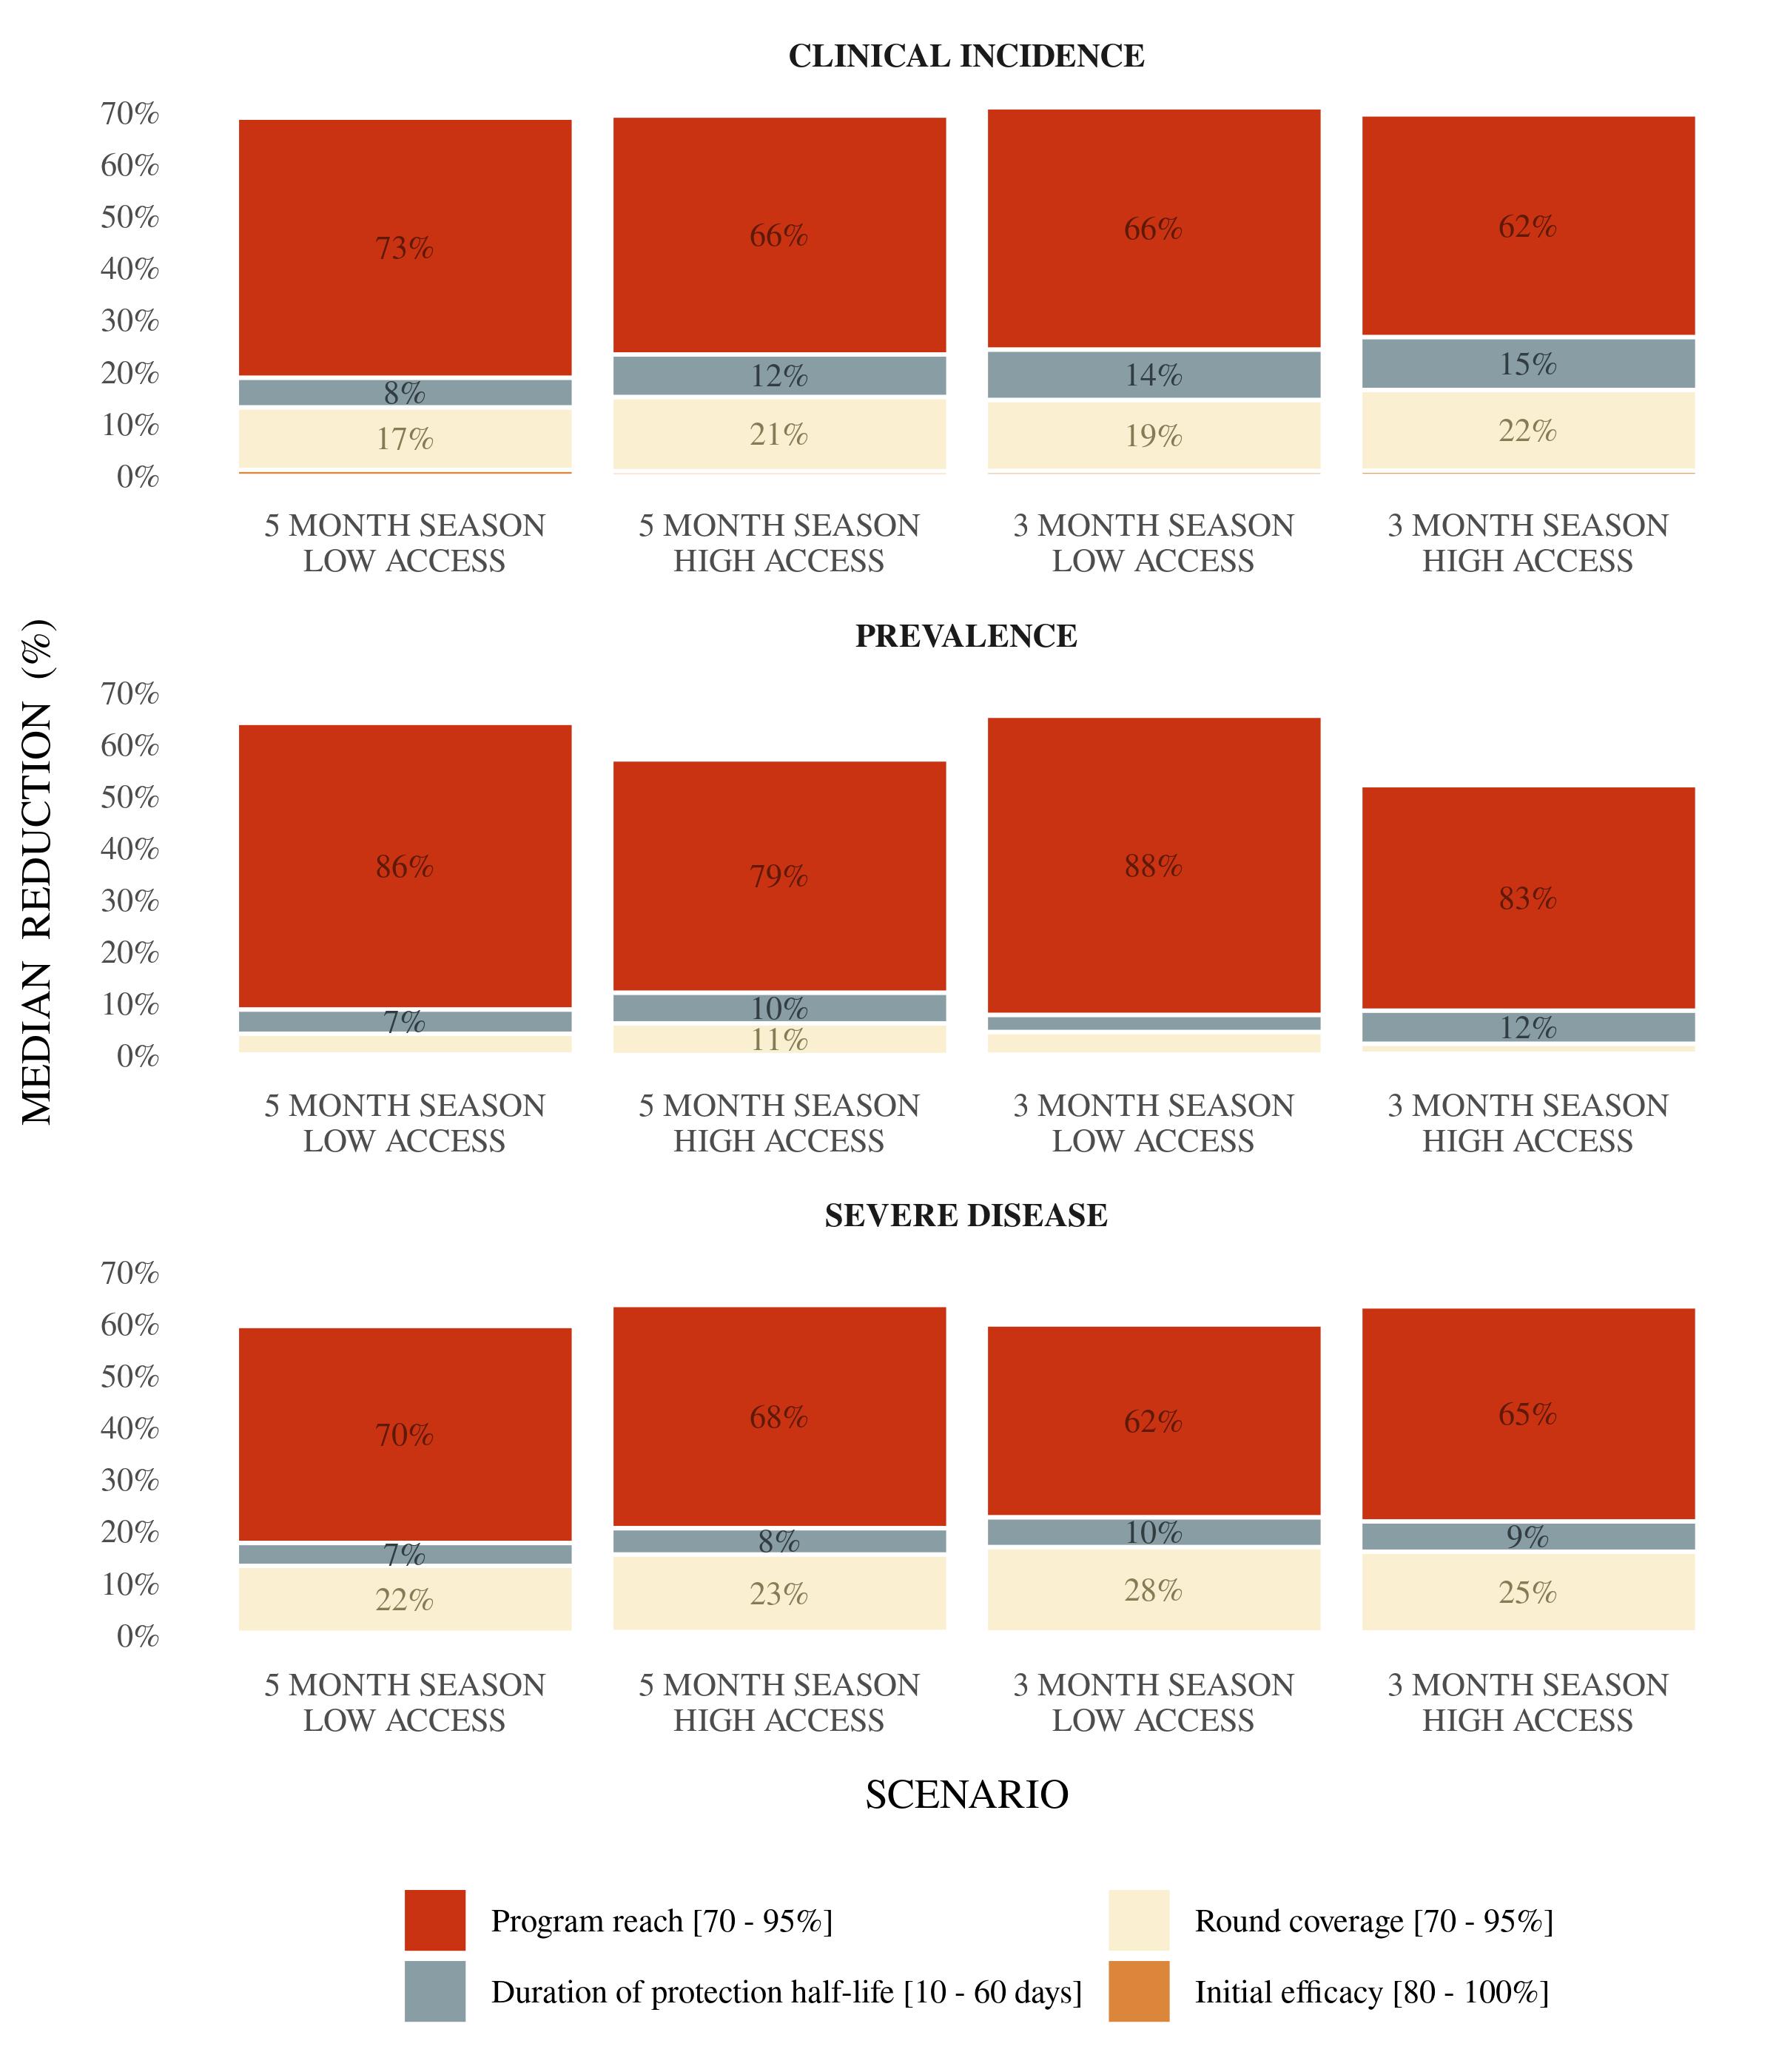 CLINICAL INCIDENCE
70%
60%
50%
40%
30%
20%
10%
0%
73%
66%
66%
62%
8%
12%
14%
15%
17%
21%
19%
22%
5 MONTH SEASON
LOW ACCESS
5 MONTH SEASON
HIGH ACCESS
3 MONTH SEASON
LOW ACCESS
3 MONTH SEASON
HIGH ACCESS
MEDIAN REDUCTION (%)
PREVALENCE
70%
60%
50%
40%
30%
20%
10%
0%
86%
79%
88%
83%
7%
10%
12%
11%
5 MONTH SEASON
LOW ACCESS
5 MONTH SEASON
HIGH ACCESS
3 MONTH SEASON
LOW ACCESS
3 MONTH SEASON
HIGH ACCESS
SEVERE DISEASE
70%
60%
50%
40%
30%
20%
10%
0%
70%
68%
62%
65%
7%
8%
10%
9%
22%
23%
28%
25%
5 MONTH SEASON
LOW ACCESS
5 MONTH SEASON
HIGH ACCESS
3 MONTH SEASON
LOW ACCESS
3 MONTH SEASON
HIGH ACCESS
SCENARIO
Program reach [70 - 95%]
Duration of protection half-life [10 - 60 days]
Round coverage [70 - 95%]
Initial efficacy [80 - 100%]